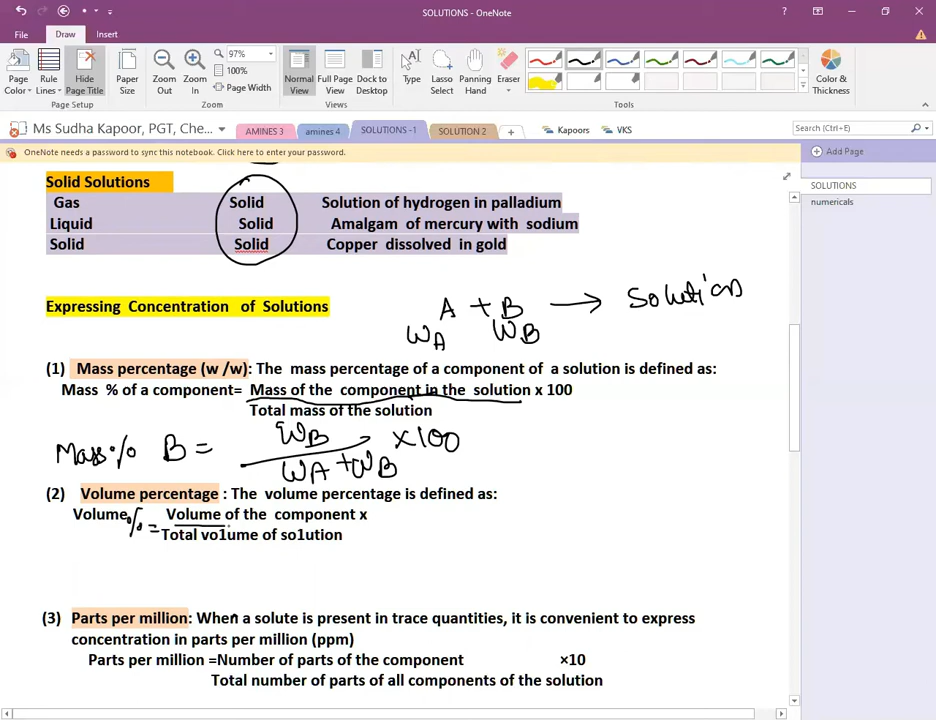 SOLUTIONS - OneNote
File Draw Insert
97%
100%
Page Width
Page Color
Rule Lines
Hide Page Title
Paper Size
Zoom Out
Zoom In
Normal View
Full Page View
Dock to Desktop
Type
Lasso Select
Panning Hand
Eraser
Color & Thickness
Page Setup Zoom Views Tools
Ms Sudha Kapoor, PGT, Che... AMINES 3 amines 4 SOLUTIONS -1 SOLUTION 2 Kapoors VKS Search (Ctrl+E)
OneNote needs a password to sync this notebook. Click here to enter your password.
Add Page
SOLUTIONS
numericals
Solid Solutions
Gas Solid Solution of hydrogen in palladium
Liquid Solid Amalgam of mercury with sodium
Solid Solid Copper dissolved in gold
Expressing Concentration of Solutions
A + B → Solution
WA WB
(1) Mass percentage (w /w): The mass percentage of a component of a solution is defined as:
Mass % of a component= Mass of the component in the solution x 100
Total mass of the solution
Mass % B = WB x100
WA + WB
(2) Volume percentage : The volume percentage is defined as:
Volume % = Volume of the component x
Total vo1ume of so1ution
(3) Parts per million: When a solute is present in trace quantities, it is convenient to express
concentration in parts per million (ppm)
Parts per million =Number of parts of the component ×10
Total number of parts of all components of the solution